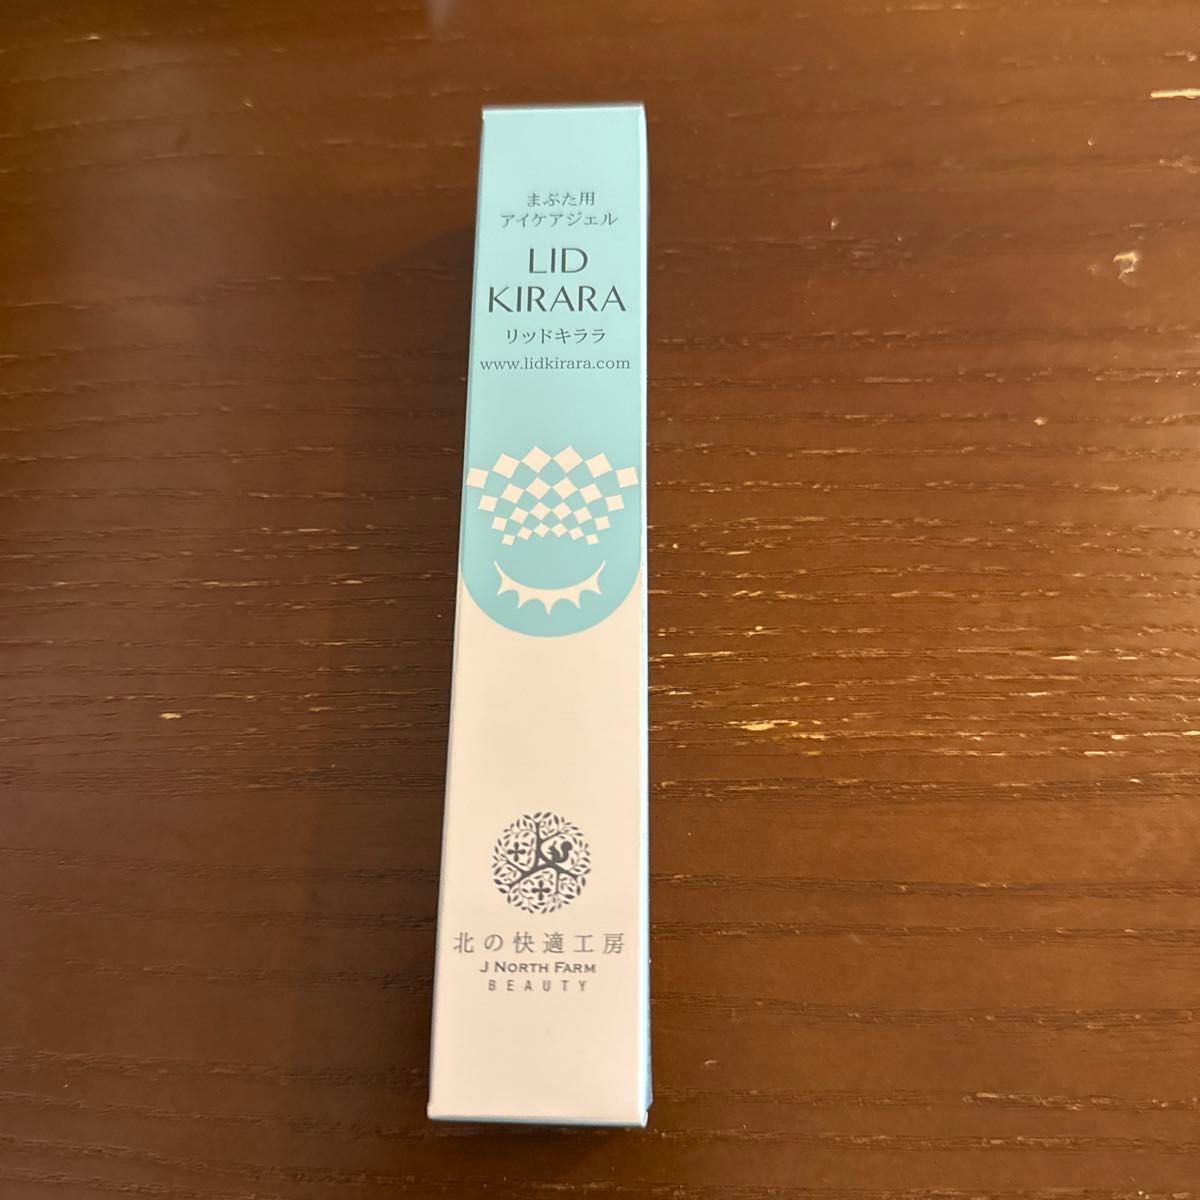 まぶた用
アイケアジェル
LID
KIRARA
リッドキララ
www.lidkirara.com
北の快適工房
J NORTH FARM
BEAUTY